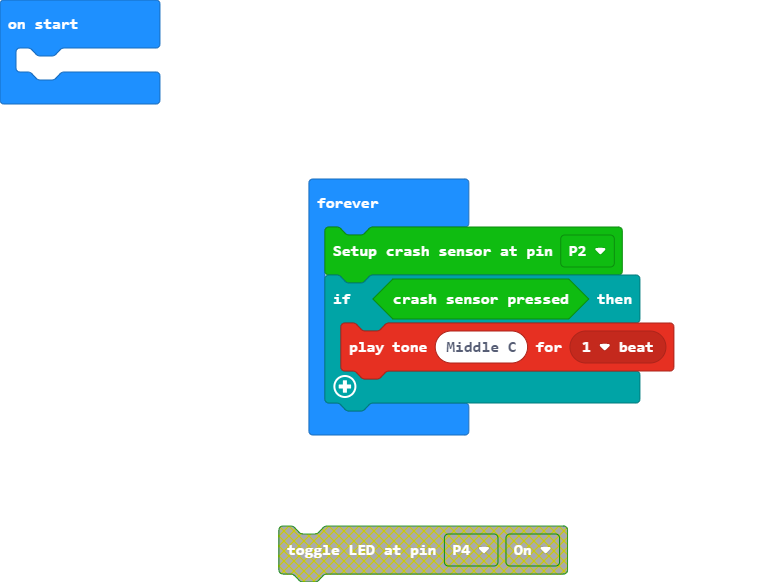 on start
forever
Setup crash sensor at pin P2
if crash sensor pressed then
play tone Middle C for 1 beat
toggle LED at pin P4 On